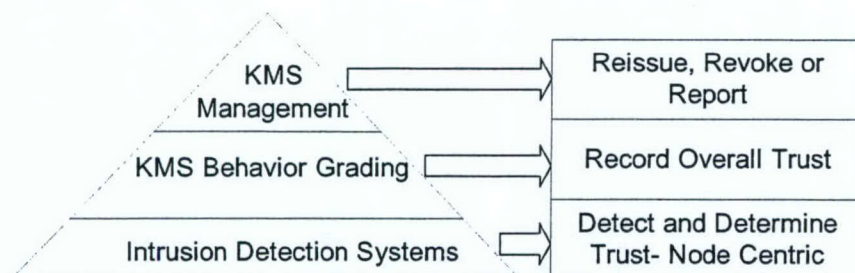 KMS
Management
Reissue, Revoke or
Report
KMS Behavior Grading
Record Overall Trust
Intrusion Detection Systems
Detect and Determine
Trust- Node Centric